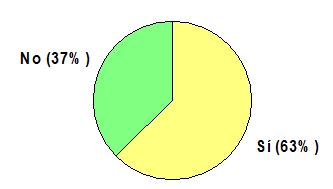 No (37% )
Sí (63% )